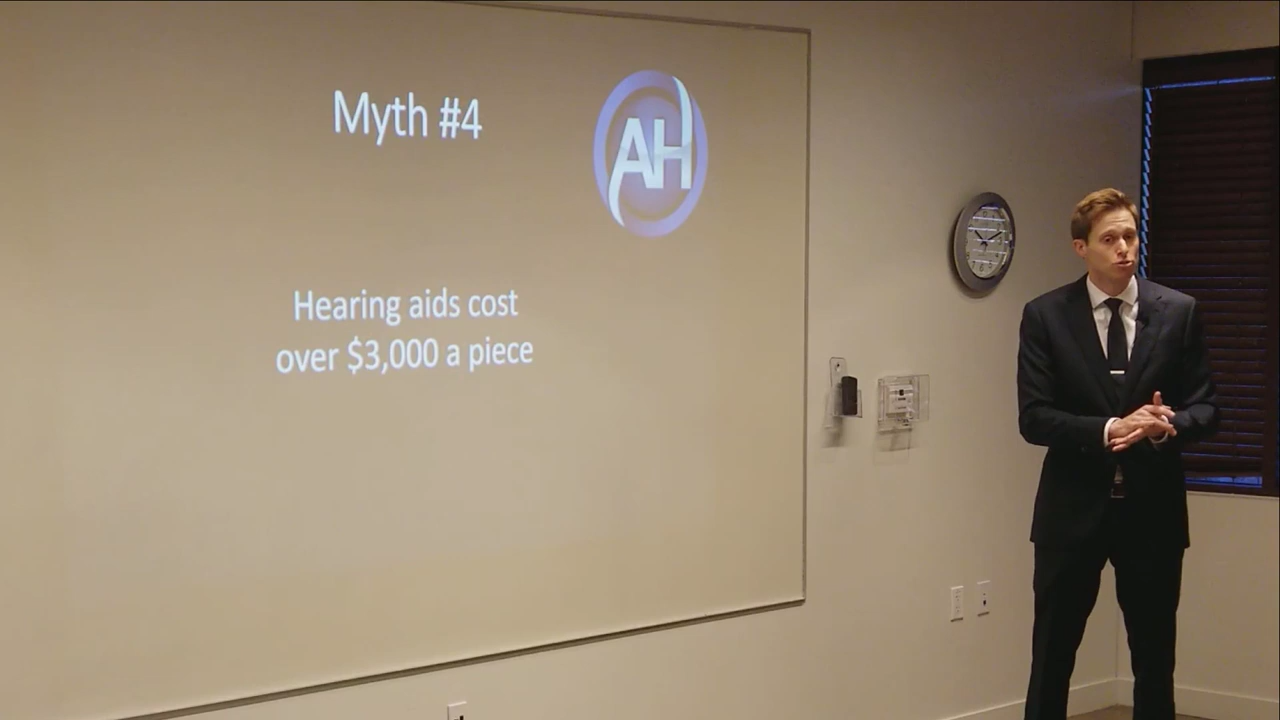 Myth #4
AH
Hearing aids cost
over $3,000 a piece